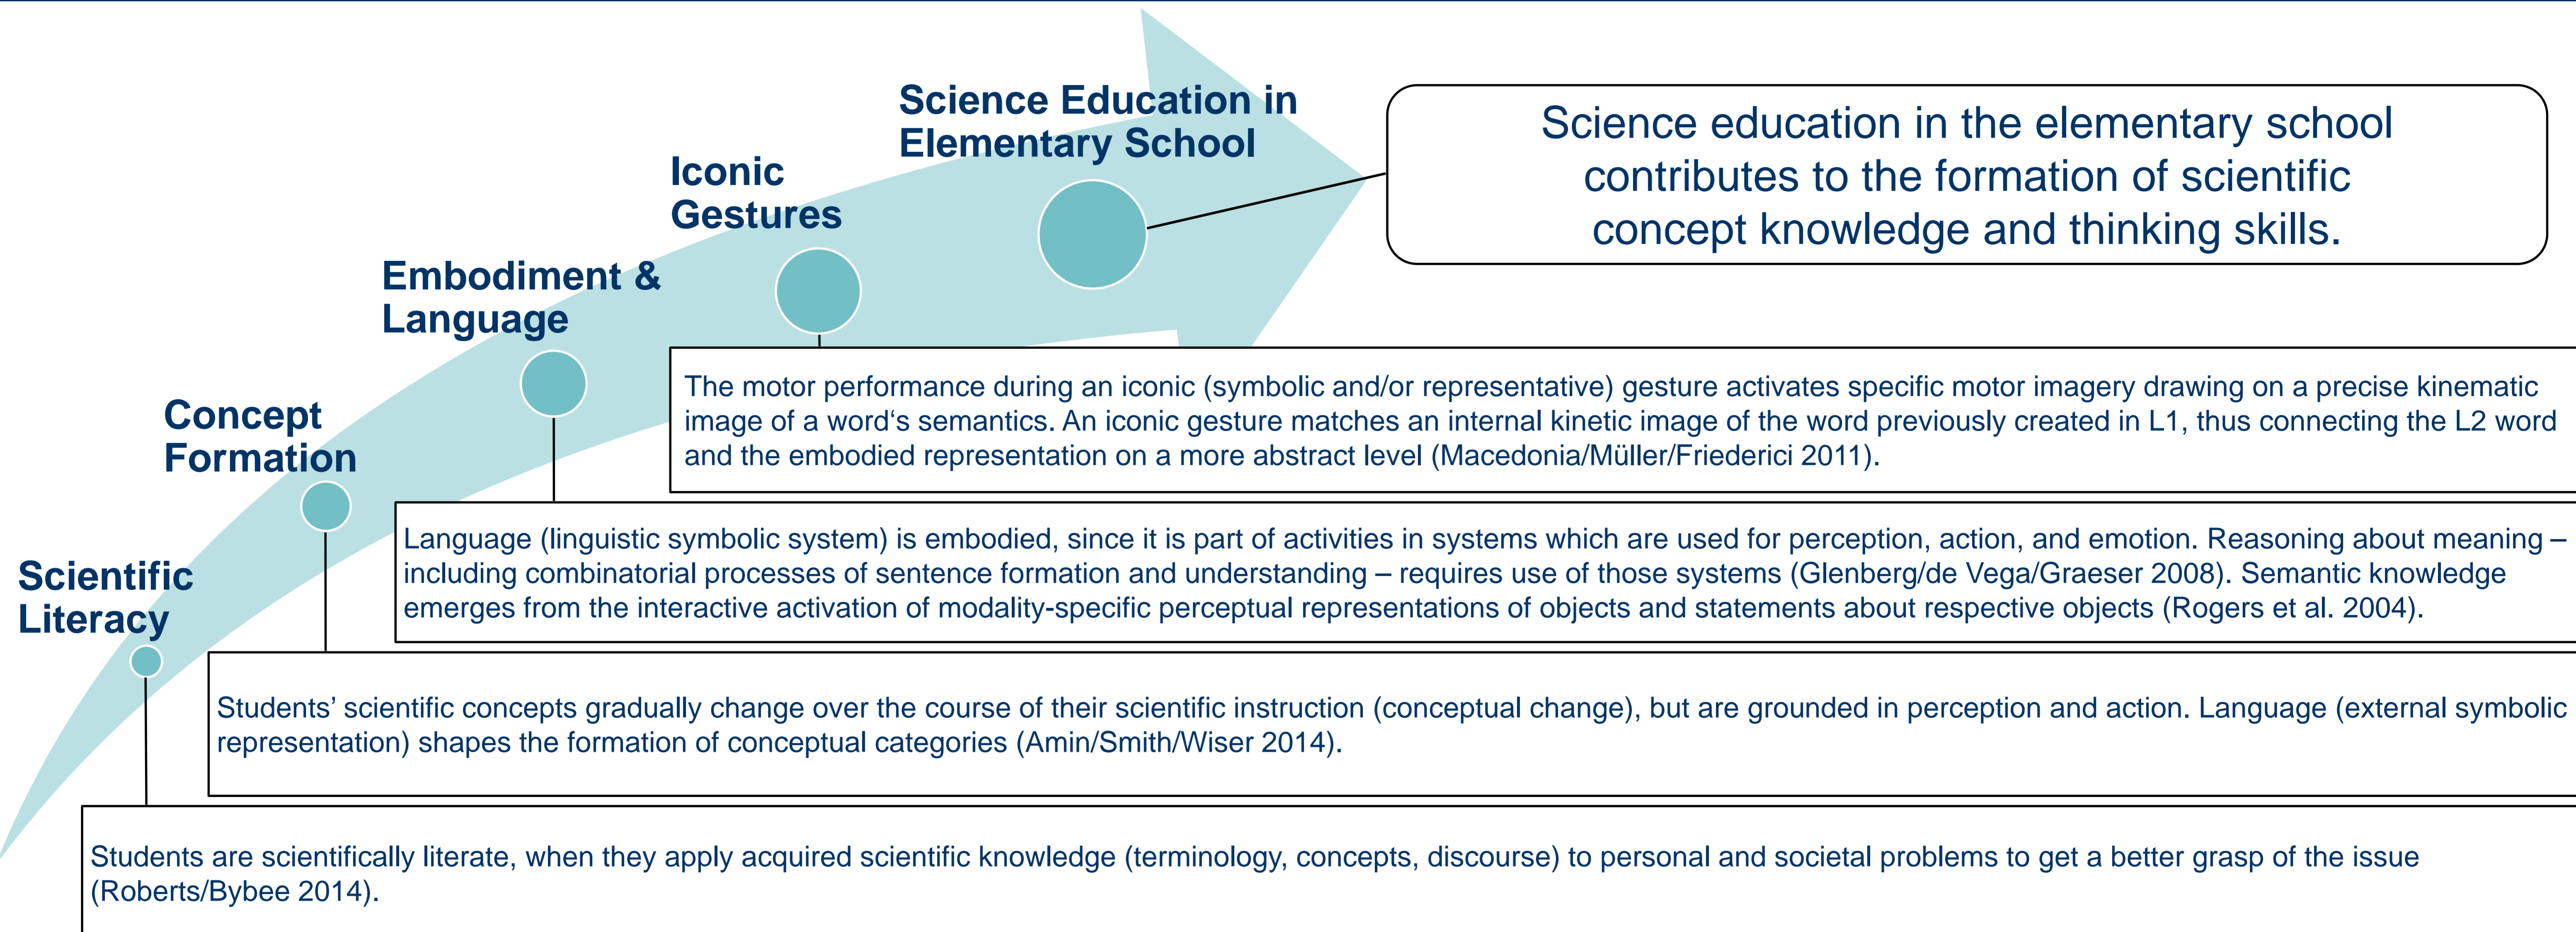 Science Education in
Elementary School
Science education in the elementary school
contributes to the formation of scientific
concept knowledge and thinking skills.
Iconic
Gestures
The motor performance during an iconic (symbolic and/or representative) gesture activates specific motor imagery drawing on a precise kinematic
image of a word‘s semantics. An iconic gesture matches an internal kinetic image of the word previously created in L1, thus connecting the L2 word
and the embodied representation on a more abstract level (Macedonia/Müller/Friederici 2011).
Embodiment &
Language
Language (linguistic symbolic system) is embodied, since it is part of activities in systems which are used for perception, action, and emotion. Reasoning about meaning –
including combinatorial processes of sentence formation and understanding – requires use of those systems (Glenberg/de Vega/Graeser 2008). Semantic knowledge
emerges from the interactive activation of modality-specific perceptual representations of objects and statements about respective objects (Rogers et al. 2004).
Concept
Formation
Students’ scientific concepts gradually change over the course of their scientific instruction (conceptual change), but are grounded in perception and action. Language (external symbolic
representation) shapes the formation of conceptual categories (Amin/Smith/Wiser 2014).
Scientific
Literacy
Students are scientifically literate, when they apply acquired scientific knowledge (terminology, concepts, discourse) to personal and societal problems to get a better grasp of the issue
(Roberts/Bybee 2014).